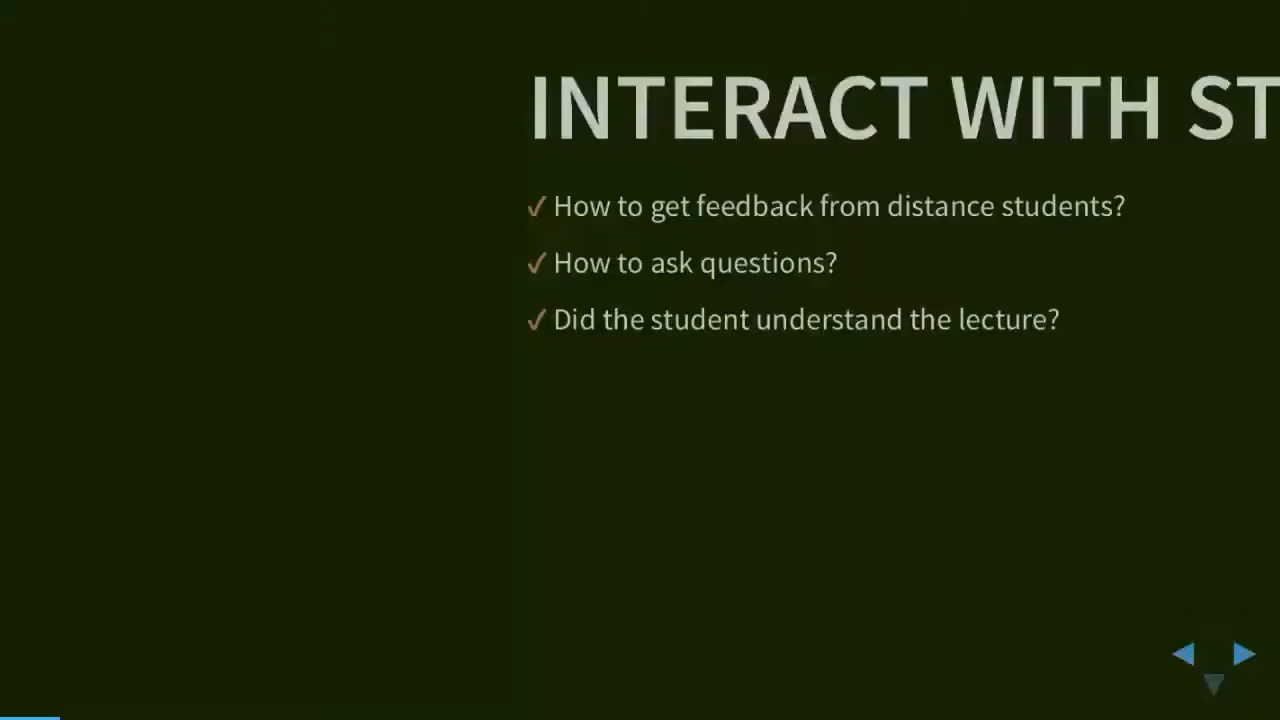 INTERACT WITH ST
✓ How to get feedback from distance students?
✓ How to ask questions?
✓ Did the student understand the lecture?